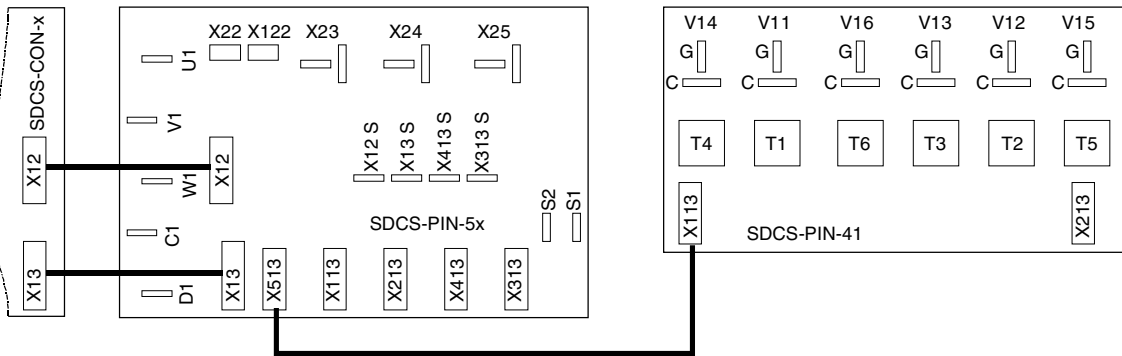 SDCS-CON-x
X12
X13
X22 X122 X23 X24 X25
U1
V1
W1
C1
D1
X12
X12 S
X13 S
X413 S
X313 S
S2
S1
SDCS-PIN-5x
X13
X513
X113
X213
X413
X313
V14 V11 V16 V13 V12 V15
G G G G G G
C C C C C C
T4 T1 T6 T3 T2 T5
X113
SDCS-PIN-41
X213